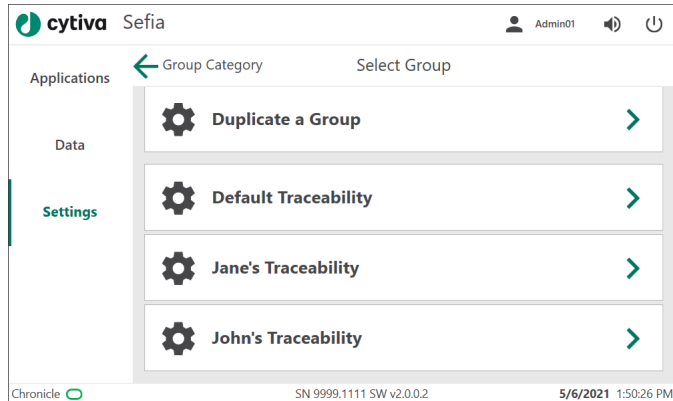 cytiva Sefia
Admin01
Applications
Group Category
Select Group
Duplicate a Group
Data
Default Traceability
Settings
Jane's Traceability
John's Traceability
Chronicle
SN 9999.1111 SW v2.0.0.2
5/6/2021 1:50:26 PM